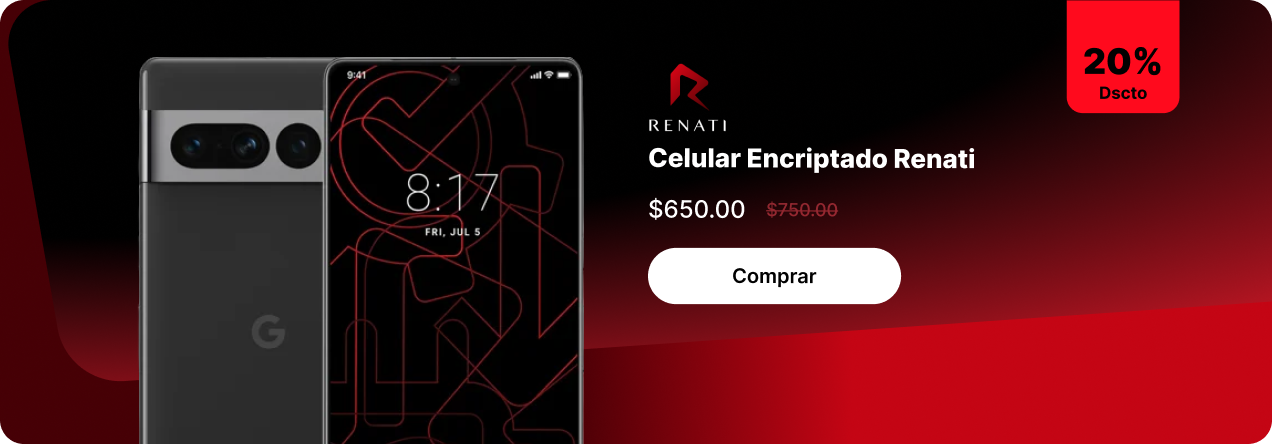 20%
Dscto
9:41
RENATI
Celular Encriptado Renati
8:17
$650.00 $750.00
FRI, JUL 5
Comprar
G